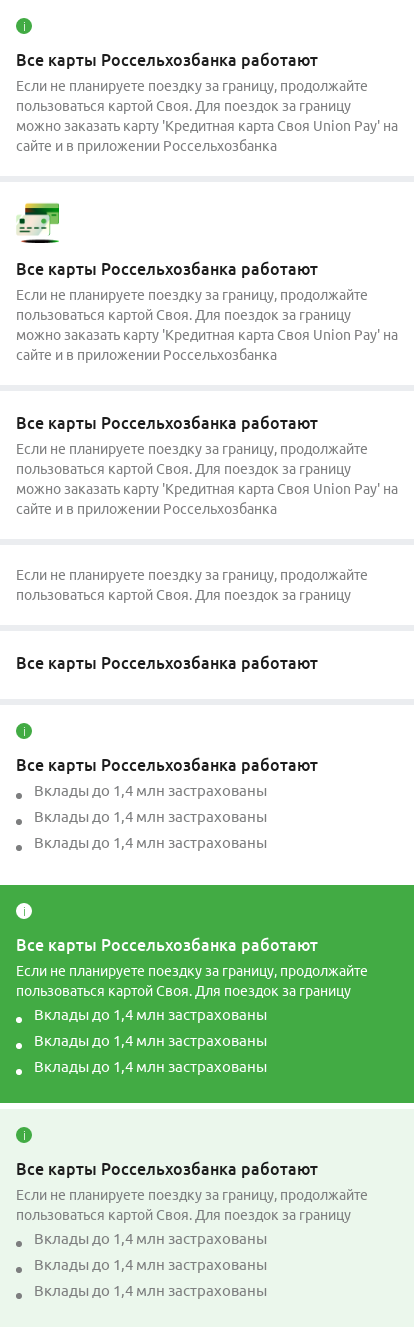 Все карты Россельхозбанка работают
Если не планируете поездку за границу, продолжайте
пользоваться картой Своя. Для поездок за границу
можно заказать карту 'Кредитная карта Своя Union Pay' на
сайте и в приложении Россельхозбанка
Все карты Россельхозбанка работают
Если не планируете поездку за границу, продолжайте
пользоваться картой Своя. Для поездок за границу
можно заказать карту 'Кредитная карта Своя Union Pay' на
сайте и в приложении Россельхозбанка
Все карты Россельхозбанка работают
Если не планируете поездку за границу, продолжайте
пользоваться картой Своя. Для поездок за границу
можно заказать карту 'Кредитная карта Своя Union Pay' на
сайте и в приложении Россельхозбанка
Если не планируете поездку за границу, продолжайте
пользоваться картой Своя. Для поездок за границу
Все карты Россельхозбанка работают
Все карты Россельхозбанка работают
Вклады до 1,4 млн застрахованы
Вклады до 1,4 млн застрахованы
Вклады до 1,4 млн застрахованы
Все карты Россельхозбанка работают
Если не планируете поездку за границу, продолжайте
пользоваться картой Своя. Для поездок за границу
Вклады до 1,4 млн застрахованы
Вклады до 1,4 млн застрахованы
Вклады до 1,4 млн застрахованы
Все карты Россельхозбанка работают
Если не планируете поездку за границу, продолжайте
пользоваться картой Своя. Для поездок за границу
Вклады до 1,4 млн застрахованы
Вклады до 1,4 млн застрахованы
Вклады до 1,4 млн застрахованы